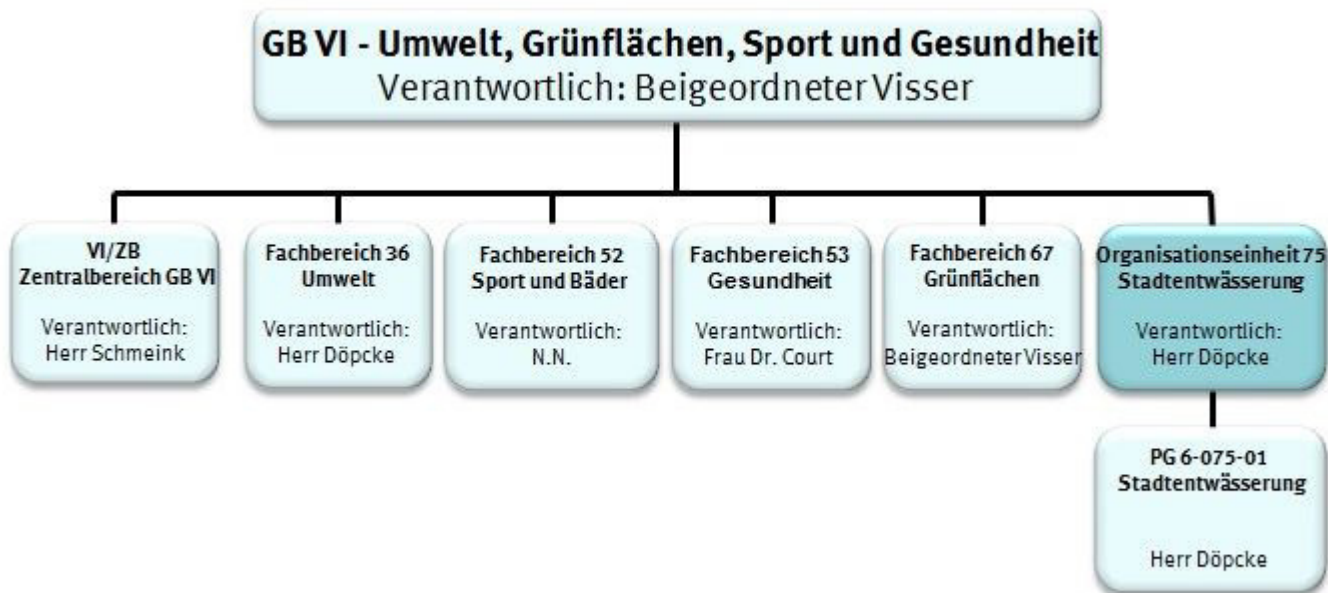 GB VI - Umwelt, Grünflächen, Sport und Gesundheit
Verantwortlich: Beigeordneter Visser
VI/ZB
Zentralbereich GB VI
Verantwortlich:
Herr Schmeink
Fachbereich 36
Umwelt
Verantwortlich:
Herr Döpcke
Fachbereich 52
Sport und Bäder
Verantwortlich:
N.N.
Fachbereich 53
Gesundheit
Verantwortlich:
Frau Dr. Court
Fachbereich 67
Grünflächen
Verantwortlich:
Beigeordneter Visser
Organisationseinheit 75
Stadtentwässerung
Verantwortlich:
Herr Döpcke
PG 6-075-01
Stadtentwässerung
Herr Döpcke